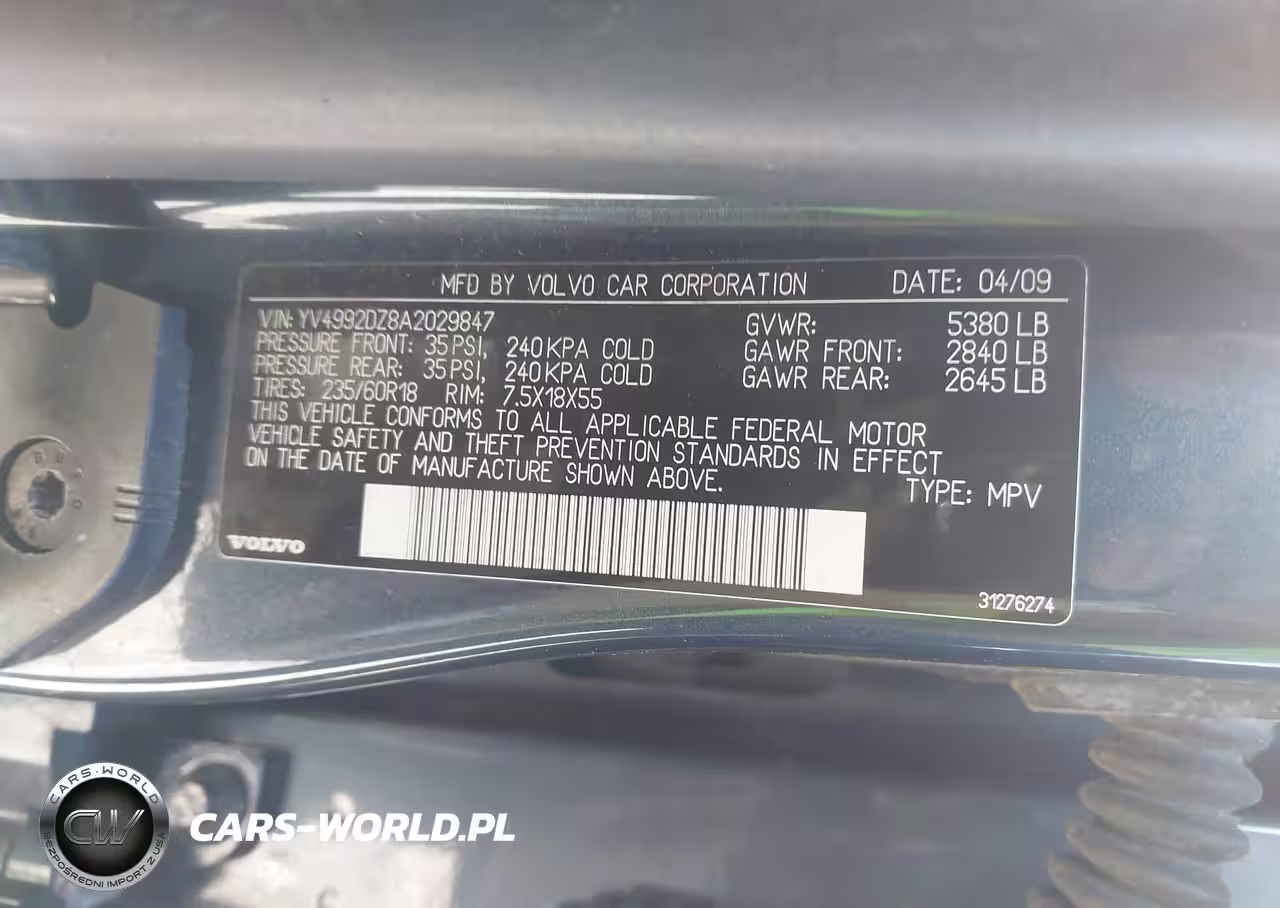 MFD BY VOLVO CAR CORPORATION DATE: 04/09
VIN: YV4992DZ8A2029847 GVWR: 5380 LB
PRESSURE FRONT: 35 PSI, 240 KPA COLD GAWR FRONT: 2840 LB
PRESSURE REAR: 35 PSI, 240 KPA COLD GAWR REAR: 2645 LB
TIRES: 235/60R18 RIM: 7.5X18X55
THIS VEHICLE CONFORMS TO ALL APPLICABLE FEDERAL MOTOR
VEHICLE SAFETY AND THEFT PREVENTION STANDARDS IN EFFECT
ON THE DATE OF MANUFACTURE SHOWN ABOVE.
TYPE: MPV
VOLVO
31276274
CARS-WORLD
CW
BEZPOŚREDNI IMPORT Z USA
CARS-WORLD.PL